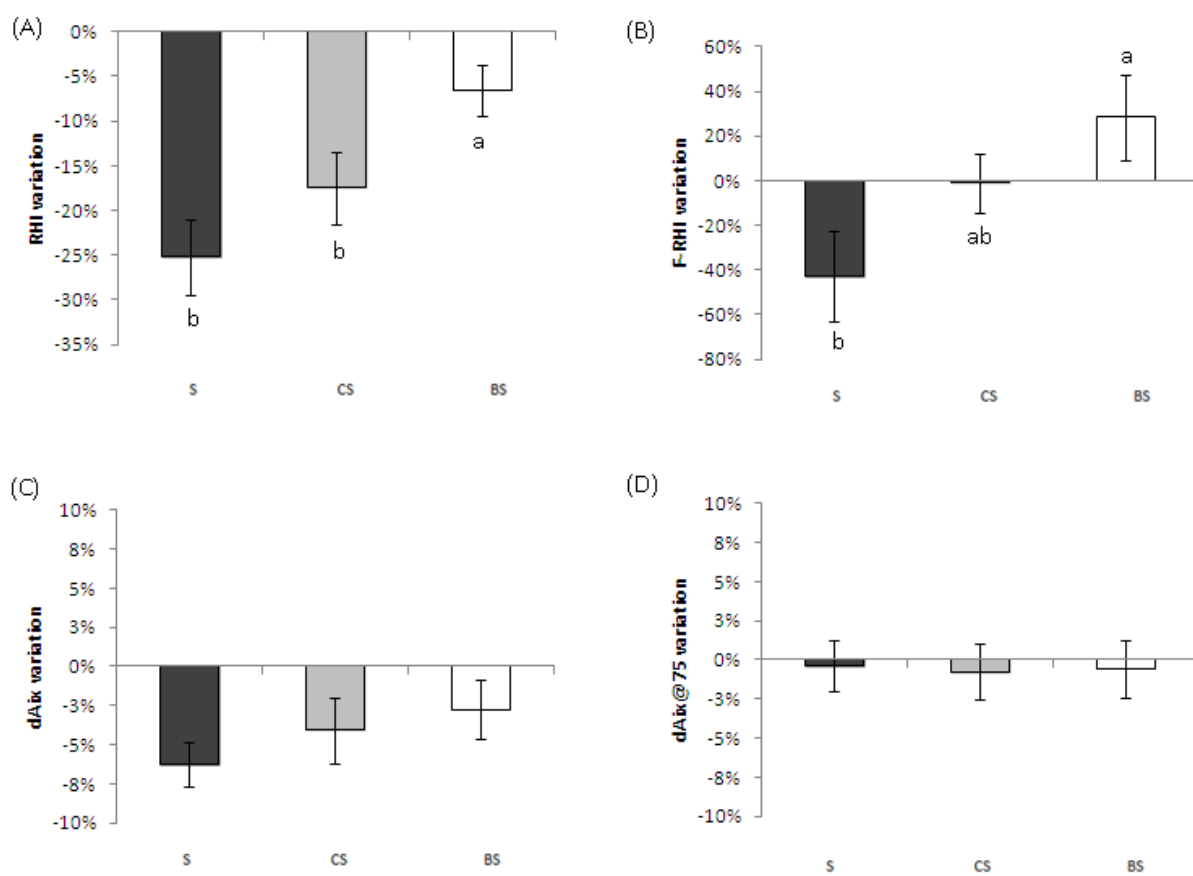 (A)
0%
-5%
-10%
-15%
-20%
-25%
-30%
-35%
RHI variation
b
b
a
S CS BS
(B)
60%
40%
20%
0%
-20%
-40%
-60%
-80%
F-RHI variation
b
ab
a
S CS BS
(C)
10%
8%
5%
3%
0%
-3%
-5%
-8%
-10%
dAix variation
S CS BS
(D)
10%
8%
5%
3%
0%
-3%
-5%
-8%
-10%
dAix@75 variation
S CS BS